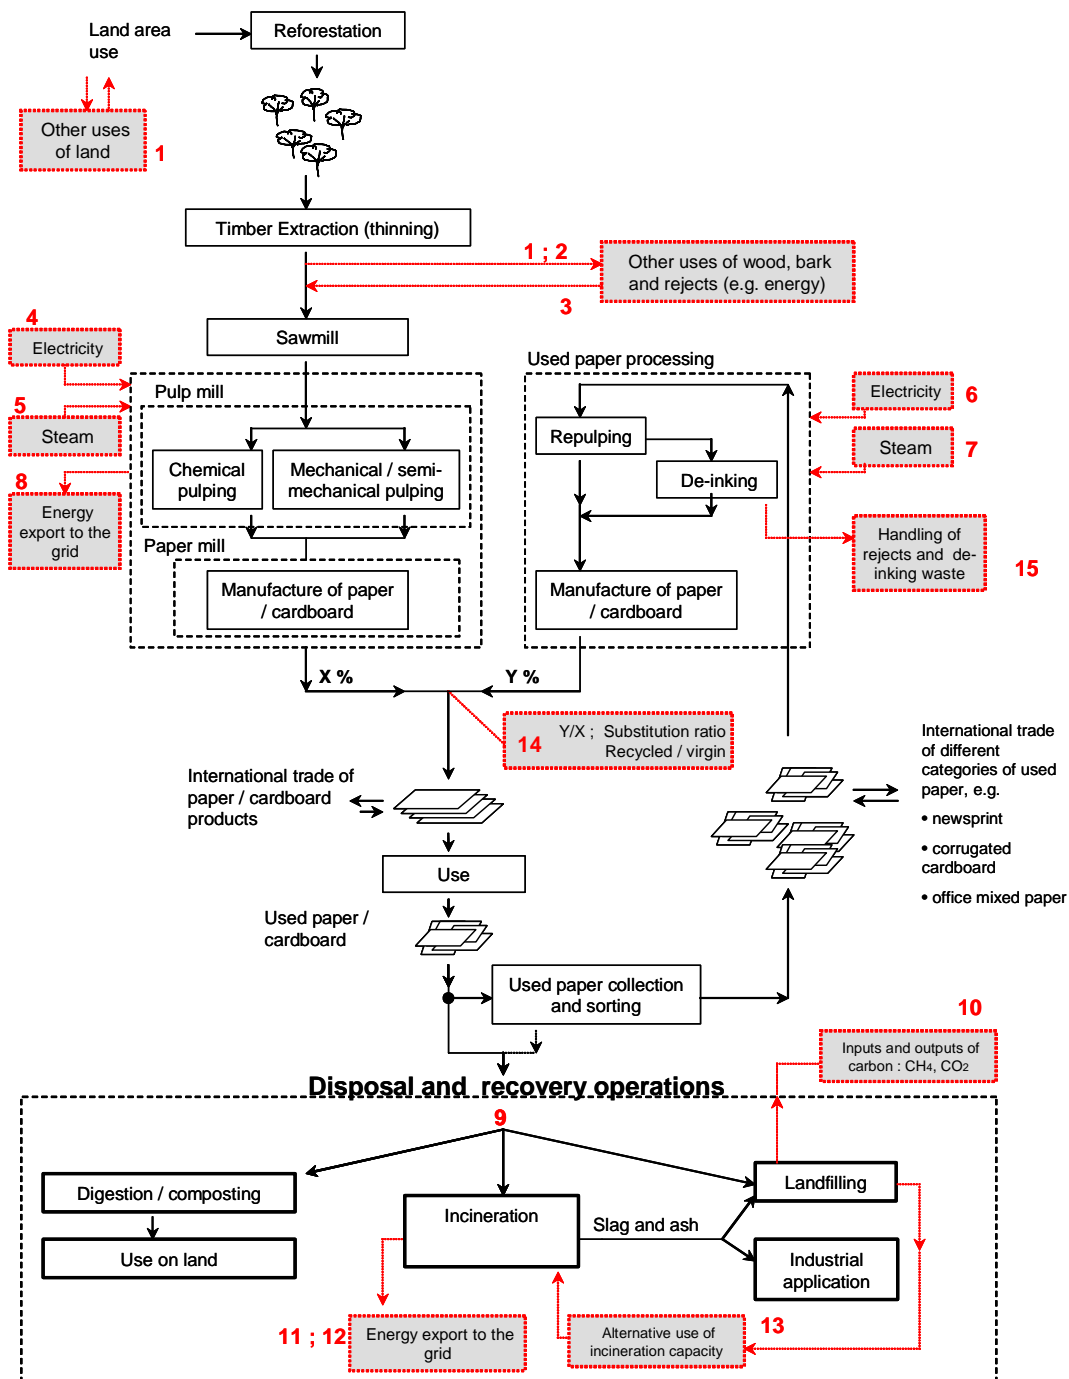 Land area
use
Reforestation
Other uses
of land
1
Timber Extraction (thinning)
1 ; 2
Other uses of wood, bark
and rejects (e.g. energy)
3
4
Sawmill
Electricity
Used paper processing
Pulp mill
Electricity
6
5
Steam
Repulping
Steam
7
Chemical
pulping
Mechanical / semi-
mechanical pulping
De-inking
8
Energy
export to the
grid
Paper mill
Handling of
rejects and de-
inking waste
15
Manufacture of paper
/ cardboard
Manufacture of paper
/ cardboard
X %
Y %
14
Y/X ; Substitution ratio
Recycled / virgin
International trade
of different
categories of used
paper, e.g.
• newsprint
• corrugated
cardboard
• office mixed paper
International trade of
paper / cardboard
products
Use
Used paper /
cardboard
Used paper collection
and sorting
10
Inputs and outputs of
carbon : CH4, CO2
Disposal and recovery operations
9
Digestion / composting
Landfilling
Incineration
Slag and ash
Use on land
Industrial
application
11 ; 12
Energy export to the
grid
Alternative use of
incineration capacity
13